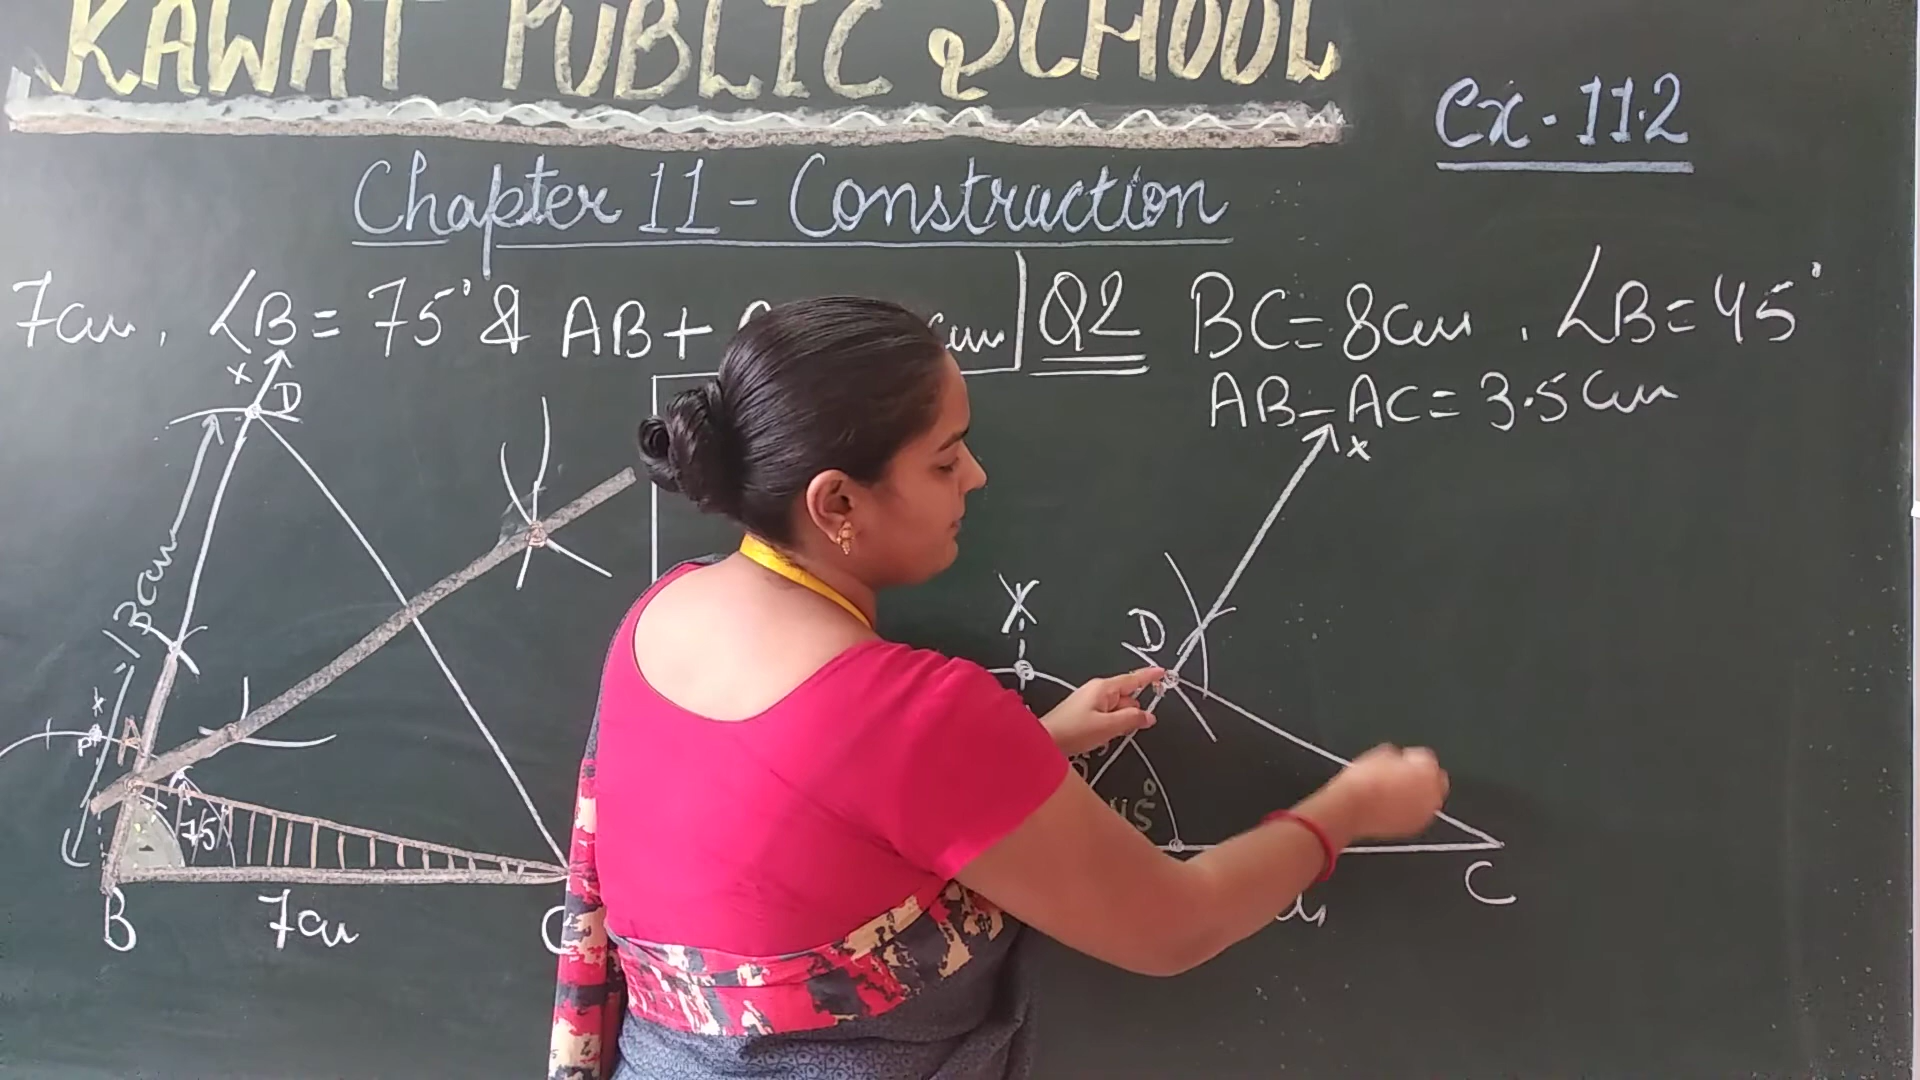 KAWAT PUBLIC SCHOOL
Ex-11.2
Chapter 11 - Construction
7cm, ∠B = 75° & AB + cm
Q2 BC = 8cm, ∠B = 45°
AB - AC = 3.5cm
X
D
X
13cm
X
D
P
A
75°
45°
B
7cm
C
C